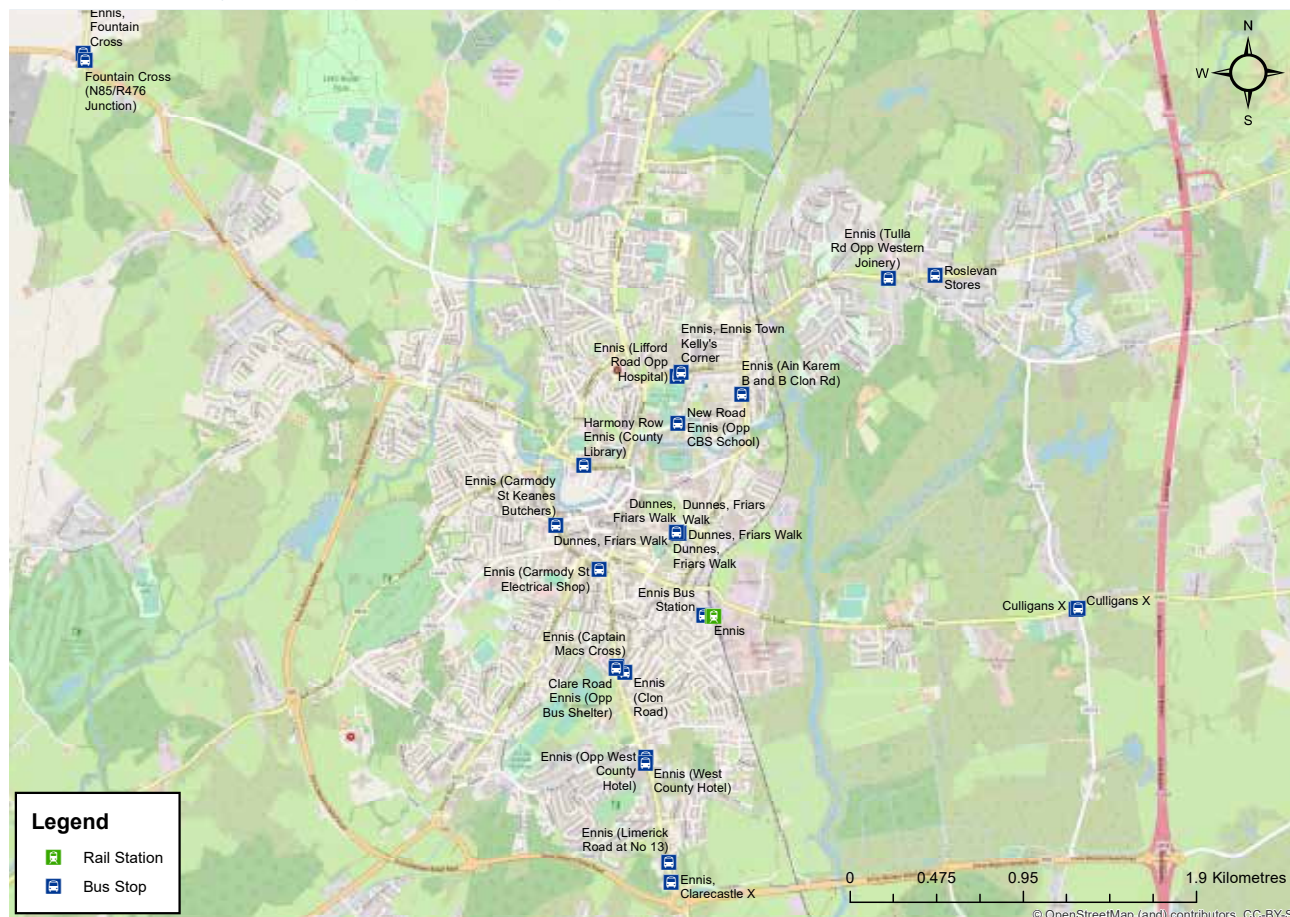 Ennis,
Fountain
Cross
Fountain Cross
(N85/R476
Junction)
N
W
S
Ennis (Tulla
Rd Opp Western
Joinery)
Roslevan
Stores
Ennis, Ennis Town
Kelly's
Corner
Ennis (Lifford
Road Opp
Hospital)
Ennis (Ain Karem
B and B Clon Rd)
New Road
Ennis (Opp
CBS School)
Harmony Row
Ennis (County
Library)
Ennis (Carmody
St Keanes
Butchers)
Dunnes,
Friars Walk
Dunnes, Friars
Walk
Dunnes, Friars Walk
Dunnes, Friars Walk
Dunnes,
Friars Walk
Ennis (Carmody St
Electrical Shop)
Ennis Bus
Station
Ennis
Culligans X
Culligans X
Ennis (Captain
Macs Cross)
Clare Road
Ennis (Opp
Bus Shelter)
Ennis
(Clon
Road)
Ennis (Opp West
County
Hotel)
Ennis (West
County Hotel)
Ennis (Limerick
Road at No 13)
Ennis,
Clarecastle X
Legend
Rail Station
Bus Stop
0 0.475 0.95 1.9 Kilometres
© OpenStreetMap (and) contributors, CC-BY-S